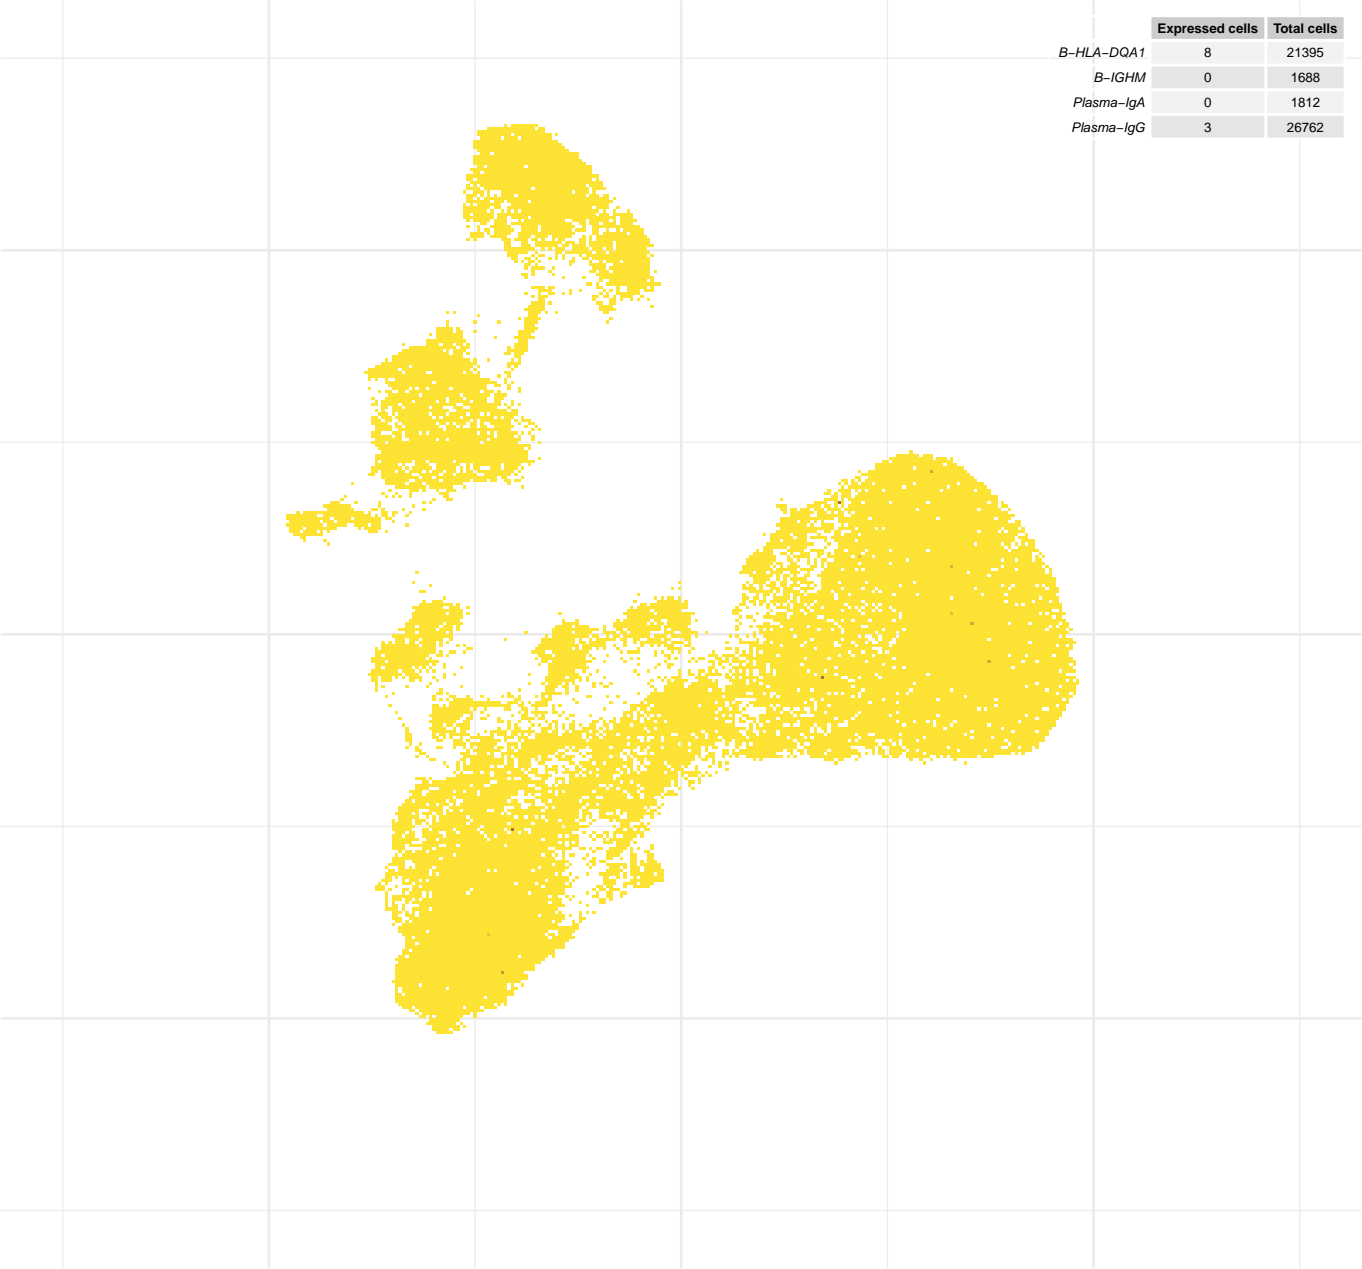 Expressed cells Total cells
B−HLA−DQA1 8 21395
B−IGHM 0 1688
Plasma−IgA 0 1812
Plasma−IgG 3 26762